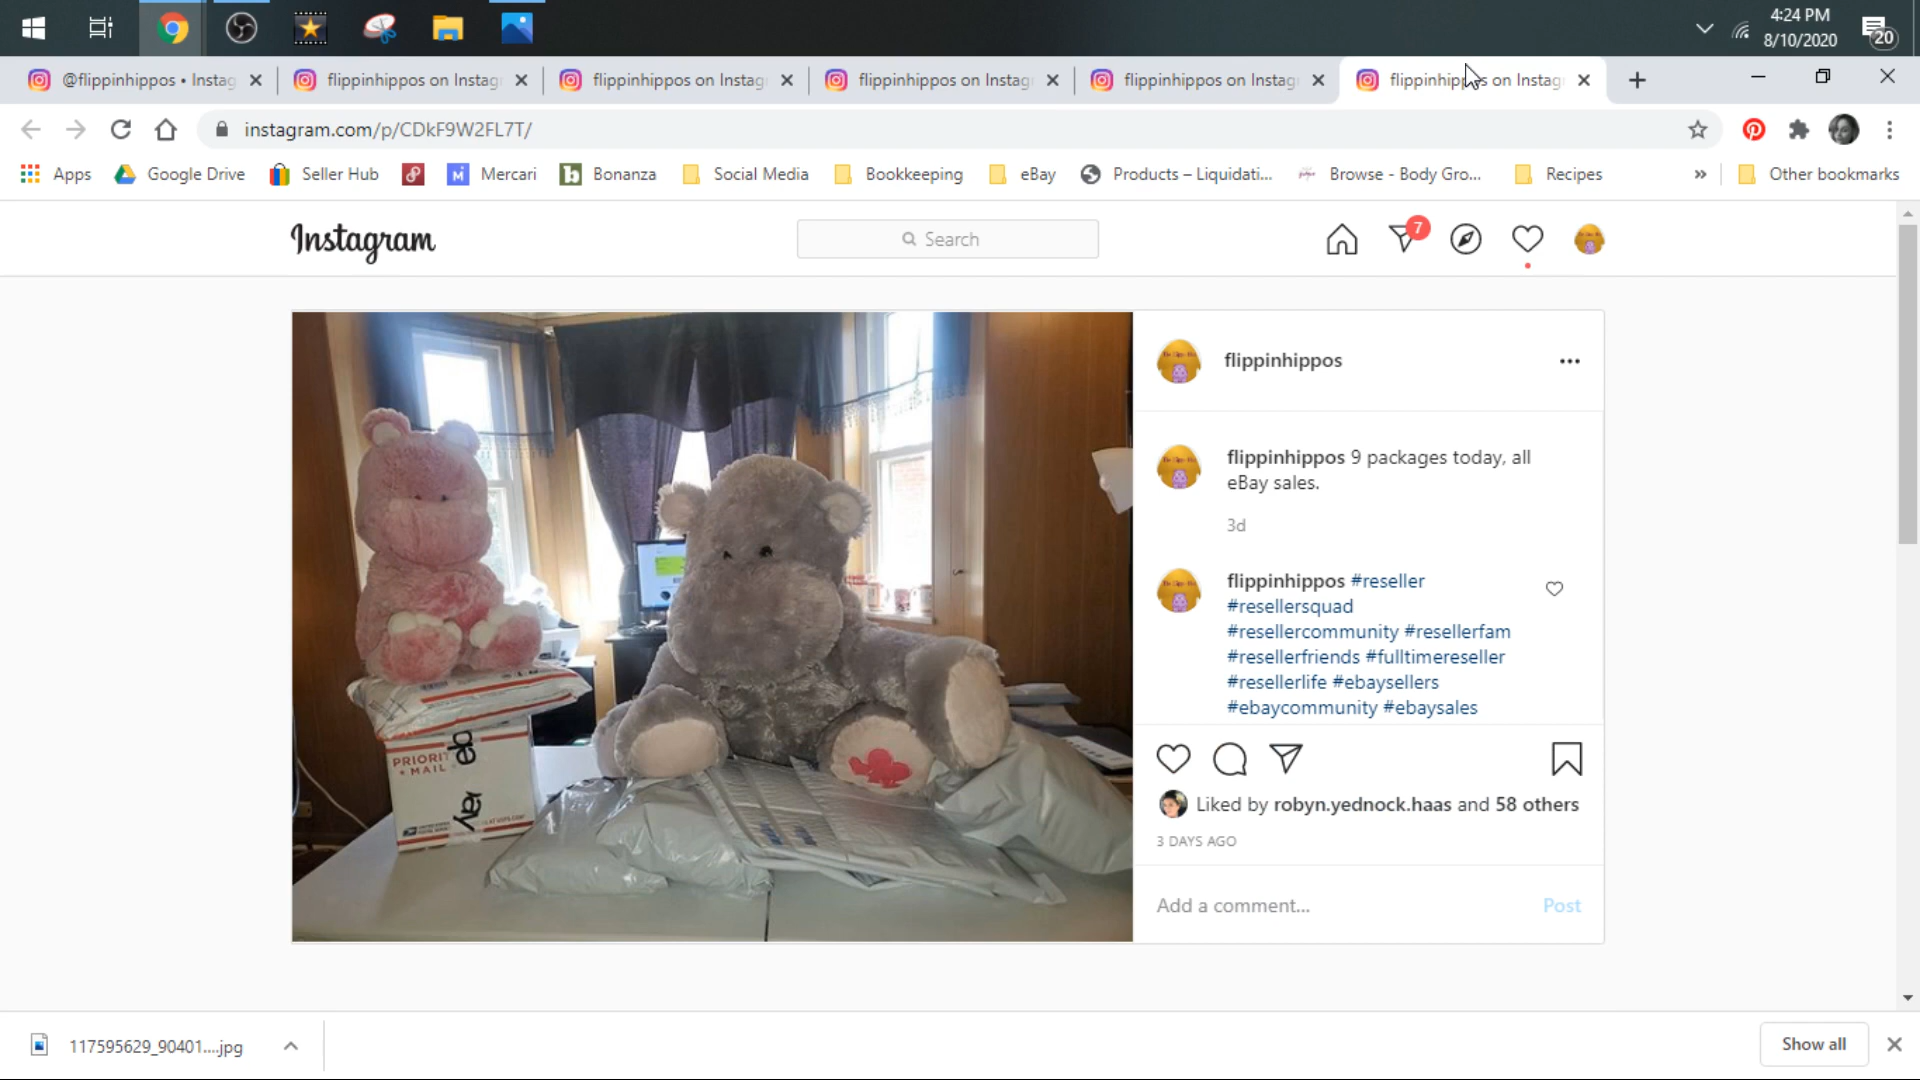 4:24 PM
8/10/2020
20
@flippinhippos • Instag
flippinhippos on Instag
flippinhippos on Instag
flippinhippos on Instag
flippinhippos on Instag
flippinhippos on Instag
instagram.com/p/CDkF9W2FL7T/
Apps
Google Drive
Seller Hub
Mercari
Bonanza
Social Media
Bookkeeping
eBay
Products – Liquidati...
Browse - Body Gro...
Recipes
»
Other bookmarks
Instagram
Search
7
flippinhippos
flippinhippos 9 packages today, all
eBay sales.
3d
flippinhippos #reseller
#resellersquad
#resellercommunity #resellerfam
#resellerfriends #fulltimereseller
#resellerlife #ebaysellers
#ebaycommunity #ebaysales
PRIORIT
MAIL
ebay
Liked by robyn.yednock.haas and 58 others
3 DAYS AGO
Add a comment...
Post
117595629_90401....jpg
Show all